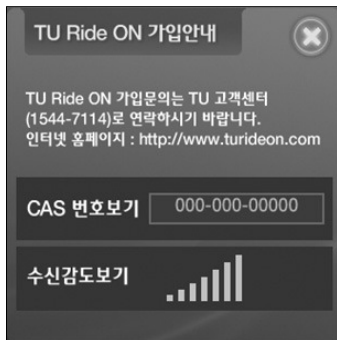 TU Ride ON 가입안내
TU Ride ON 가입문의는 TU 고객센터
(1544-7114)로 연락하시기 바랍니다.
인터넷 홈페이지 : http://www.turideon.com
CAS 번호보기 000-000-00000
수신감도보기